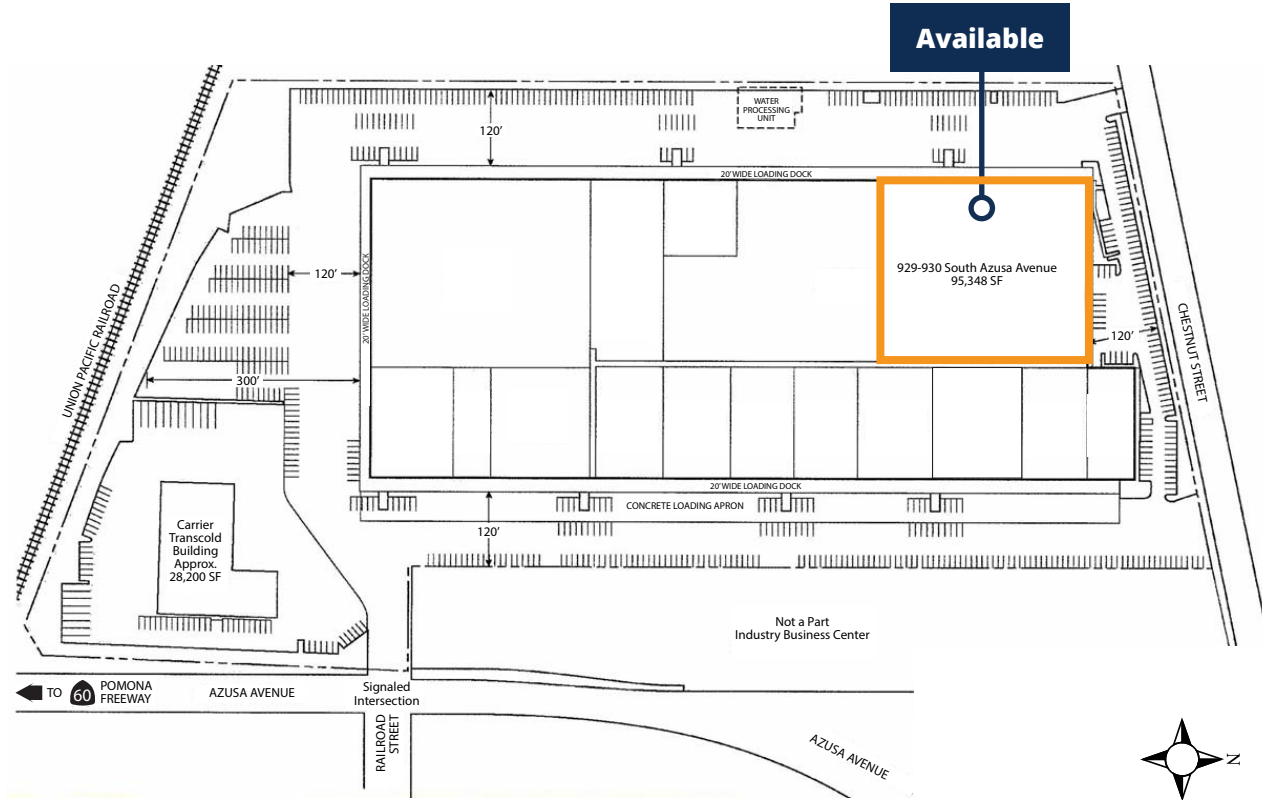 Available
WATER
PROCESSING
UNIT
120'
20' WIDE LOADING DOCK
929-930 South Azusa Avenue
95,348 SF
120'
20' WIDE LOADING DOCK
UNION PACIFIC RAILROAD
120'
CHESTNUT STREET
300'
20' WIDE LOADING DOCK
CONCRETE LOADING APRON
120'
Carrier
Transcold
Building
Approx.
28,200 SF
Not a Part
Industry Business Center
TO 60 POMONA
FREEWAY
AZUSA AVENUE
Signaled
Intersection
RAILROAD
STREET
AZUSA AVENUE
N